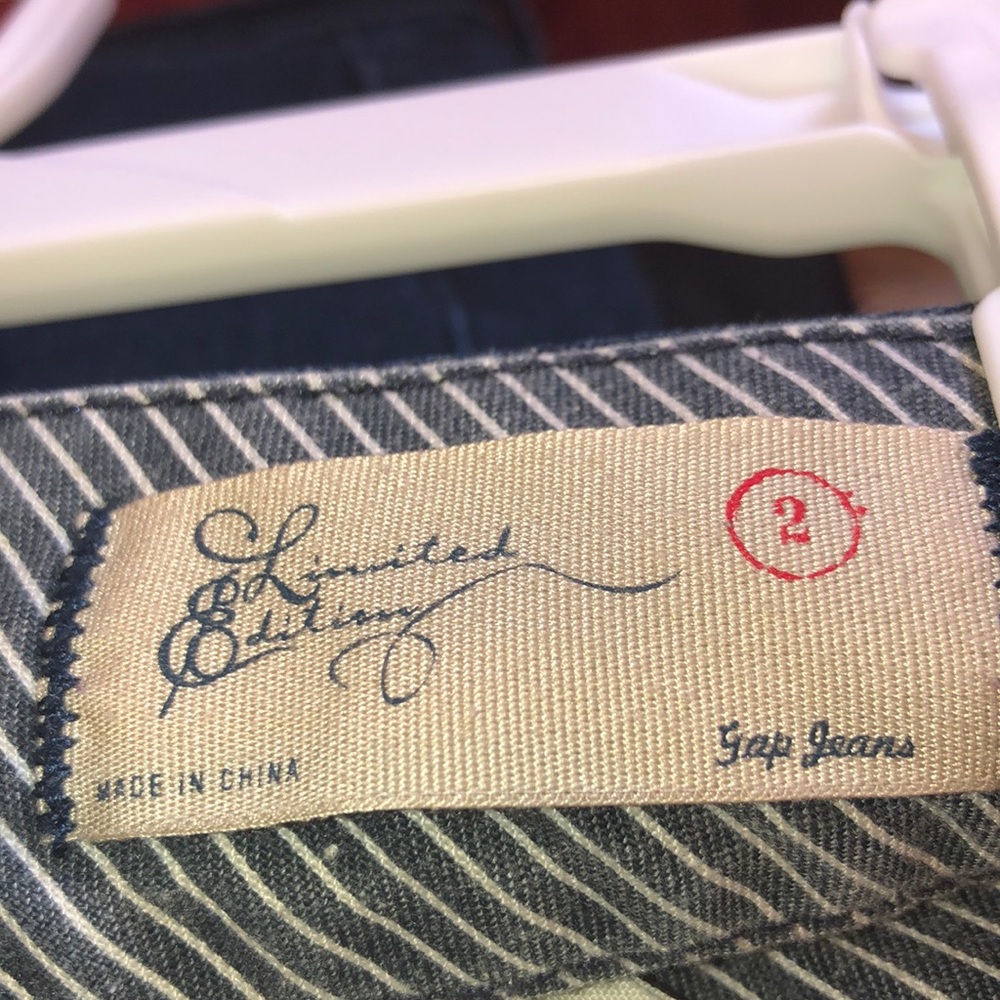 Limited
Edition
2
MADE IN CHINA
Gap Jeans